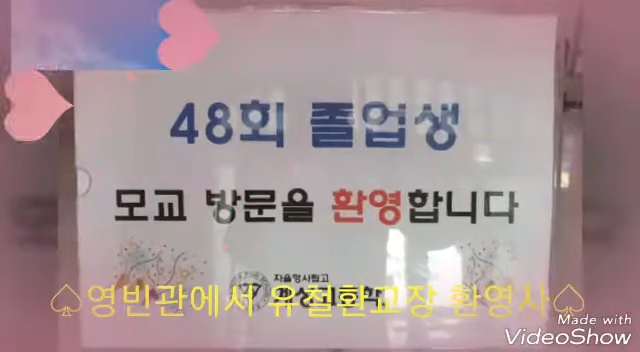 48회 졸업생
모교 방문을 환영합니다
자율형사립고
♤영빈관에서 유철환교장 환영사♤
Made with
VideoShow